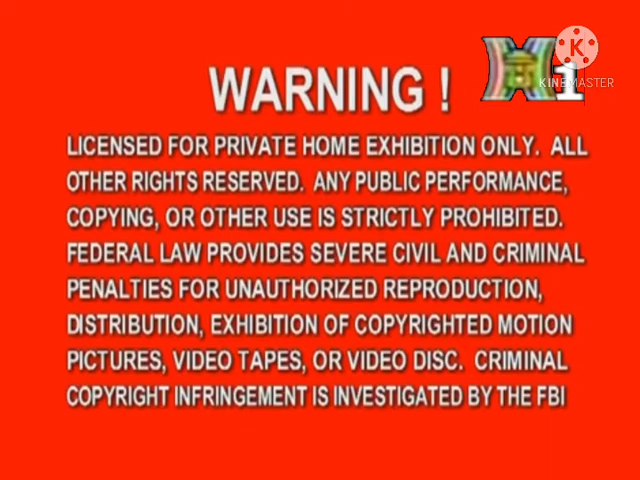 WARNING !
1
KINEMASTER
LICENSED FOR PRIVATE HOME EXHIBITION ONLY. ALL
OTHER RIGHTS RESERVED. ANY PUBLIC PERFORMANCE,
COPYING, OR OTHER USE IS STRICTLY PROHIBITED.
FEDERAL LAW PROVIDES SEVERE CIVIL AND CRIMINAL
PENALTIES FOR UNAUTHORIZED REPRODUCTION,
DISTRIBUTION, EXHIBITION OF COPYRIGHTED MOTION
PICTURES, VIDEO TAPES, OR VIDEO DISC. CRIMINAL
COPYRIGHT INFRINGEMENT IS INVESTIGATED BY THE FBI